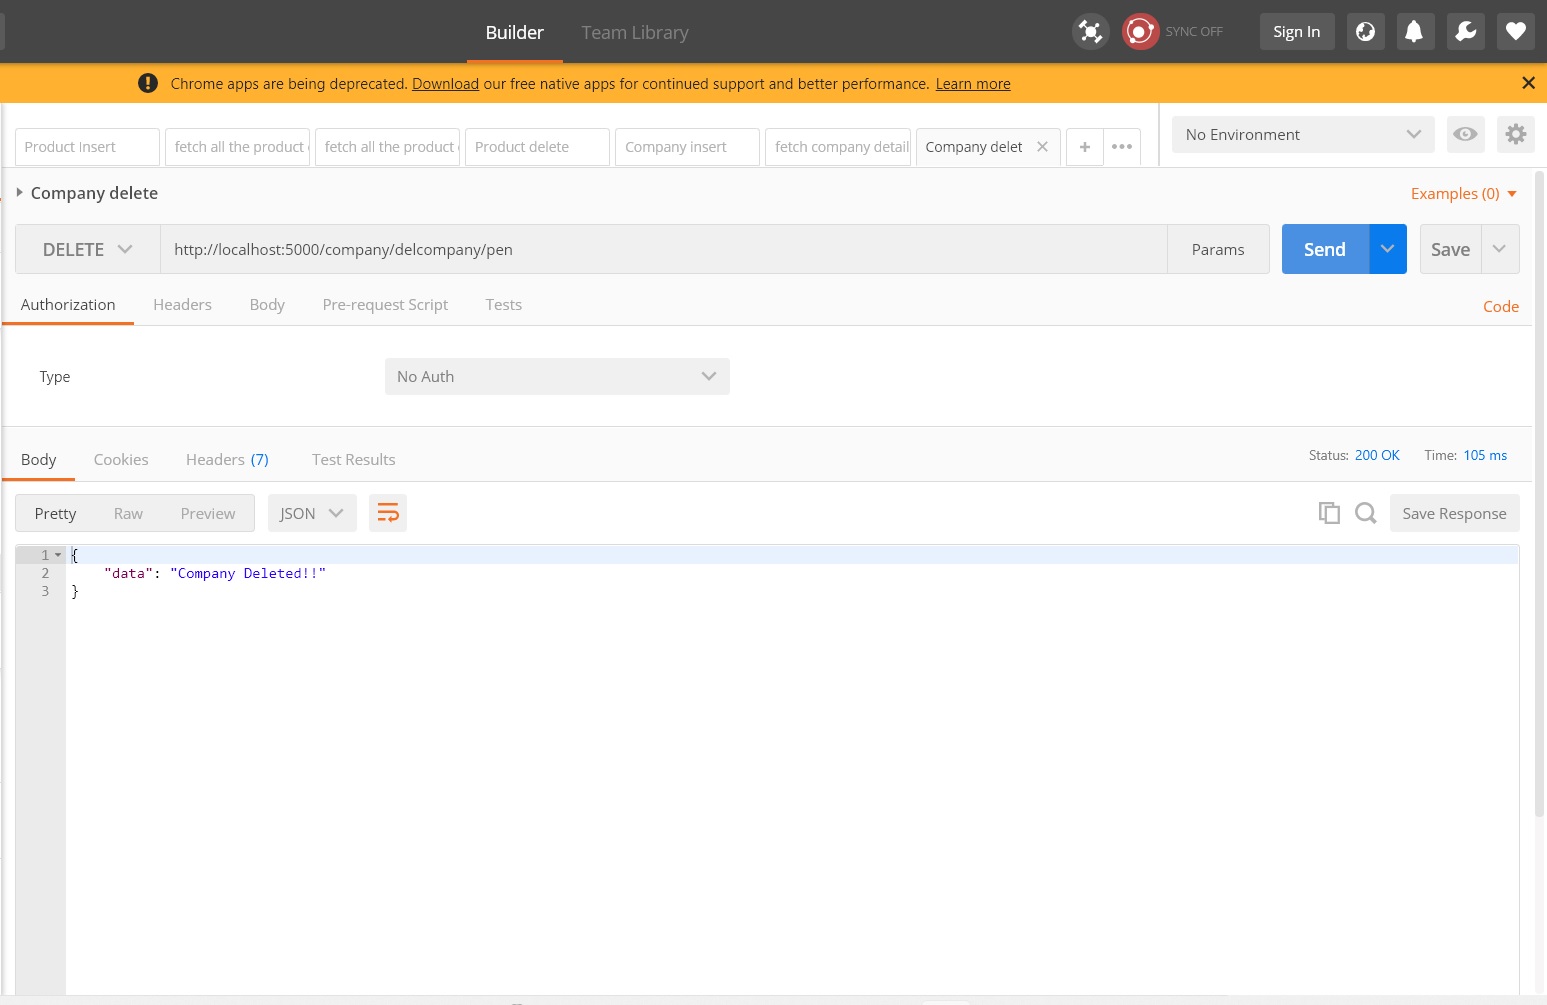 Builder Team Library SYNC OFF Sign In
Chrome apps are being deprecated. Download our free native apps for continued support and better performance. Learn more
Product Insert fetch all the product fetch all the product Product delete Company insert fetch company detail Company delet + No Environment
Company delete Examples (0)
DELETE http://localhost:5000/company/delcompany/pen Params Send Save
Authorization Headers Body Pre-request Script Tests Code
Type No Auth
Body Cookies Headers (7) Test Results Status: 200 OK Time: 105 ms
Pretty Raw Preview JSON Save Response
1 {
2 "data": "Company Deleted!!"
3 }